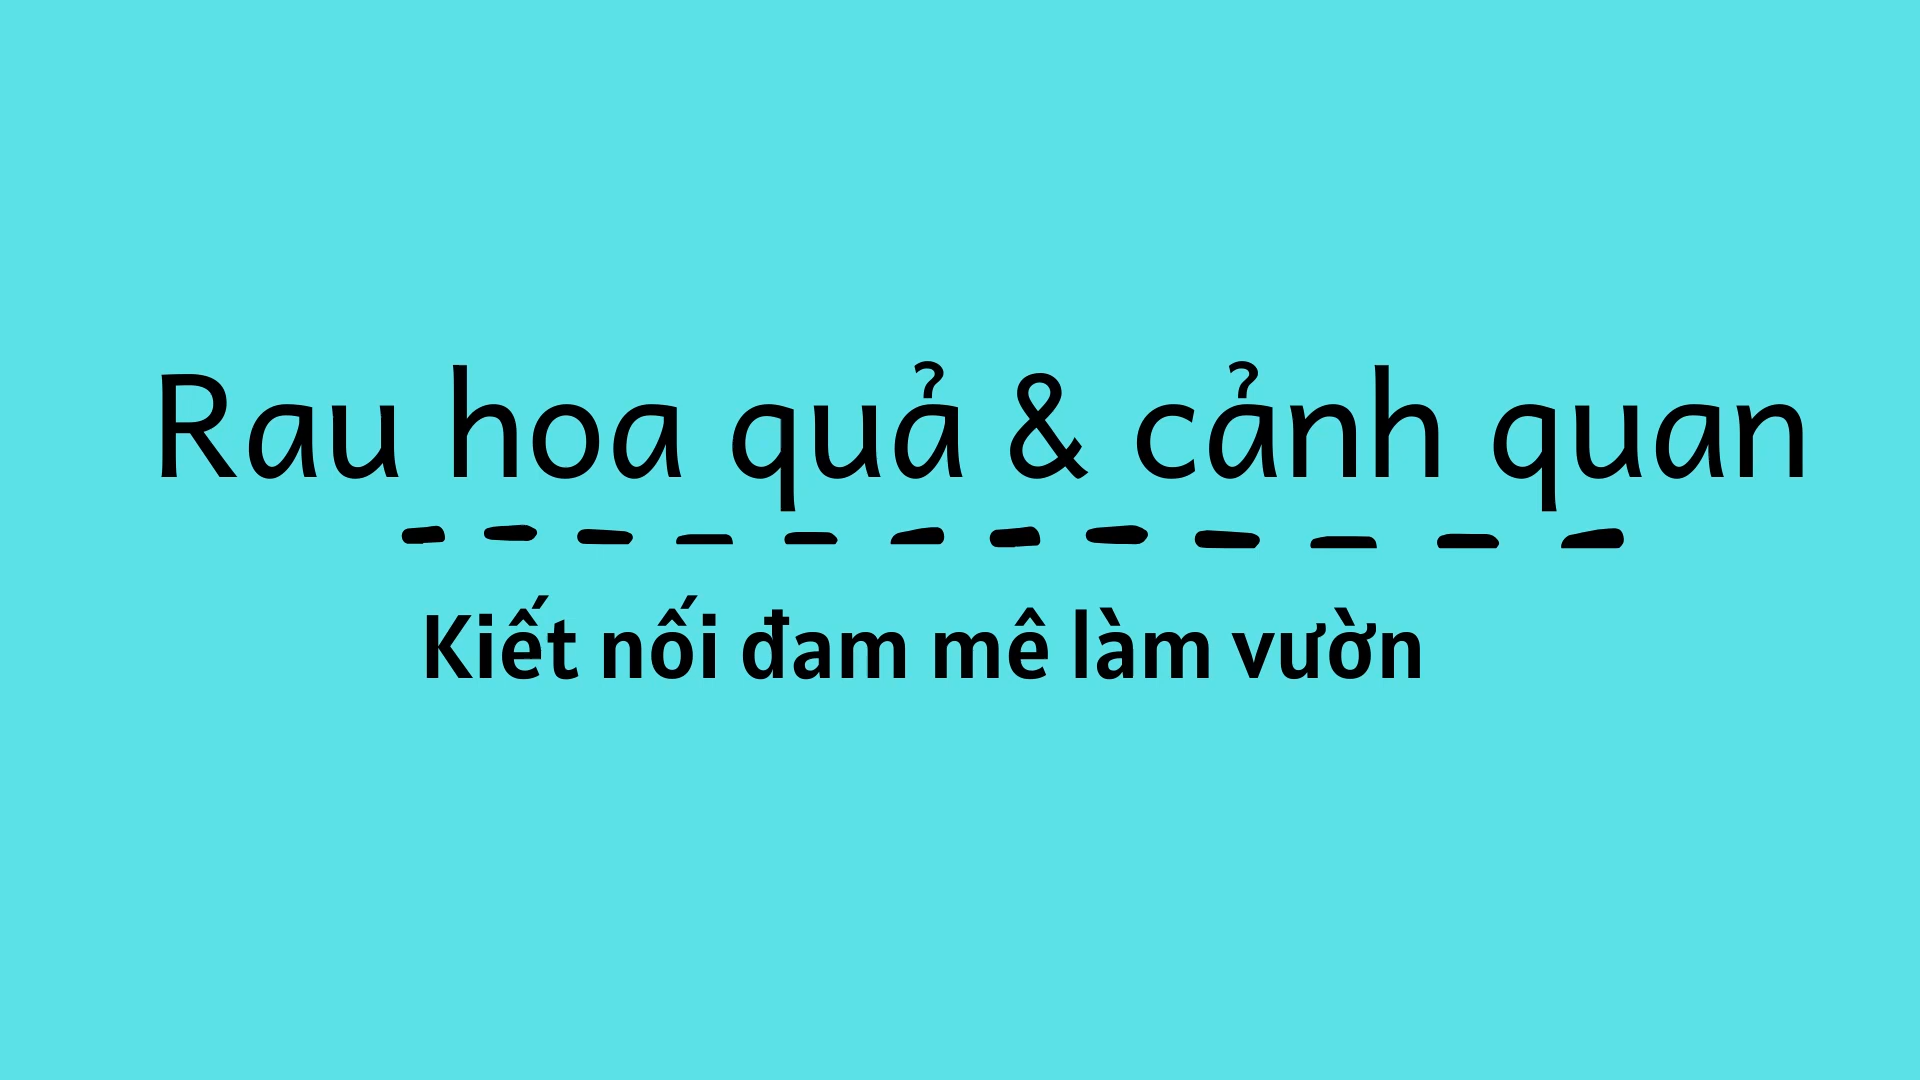 Rau hoa quả & cảnh quan
Kiết nối đam mê làm vườn